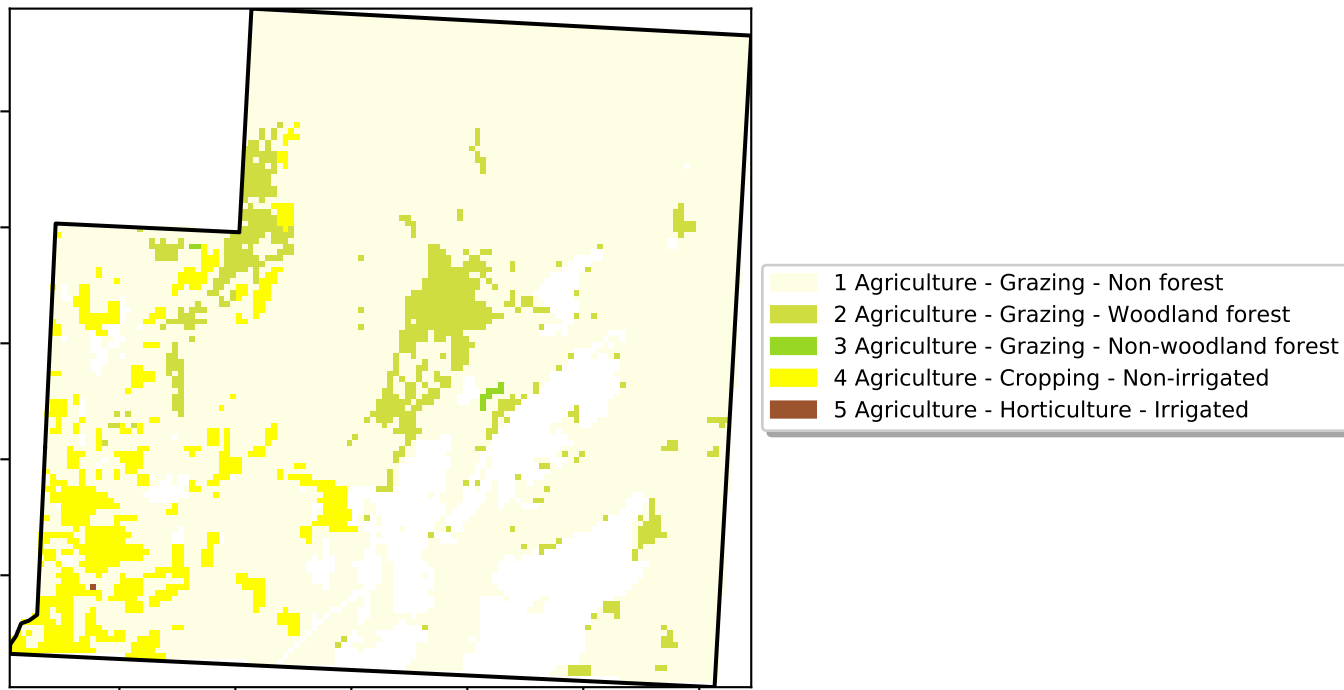 1 Agriculture - Grazing - Non forest
2 Agriculture - Grazing - Woodland forest
3 Agriculture - Grazing - Non-woodland forest
4 Agriculture - Cropping - Non-irrigated
5 Agriculture - Horticulture - Irrigated